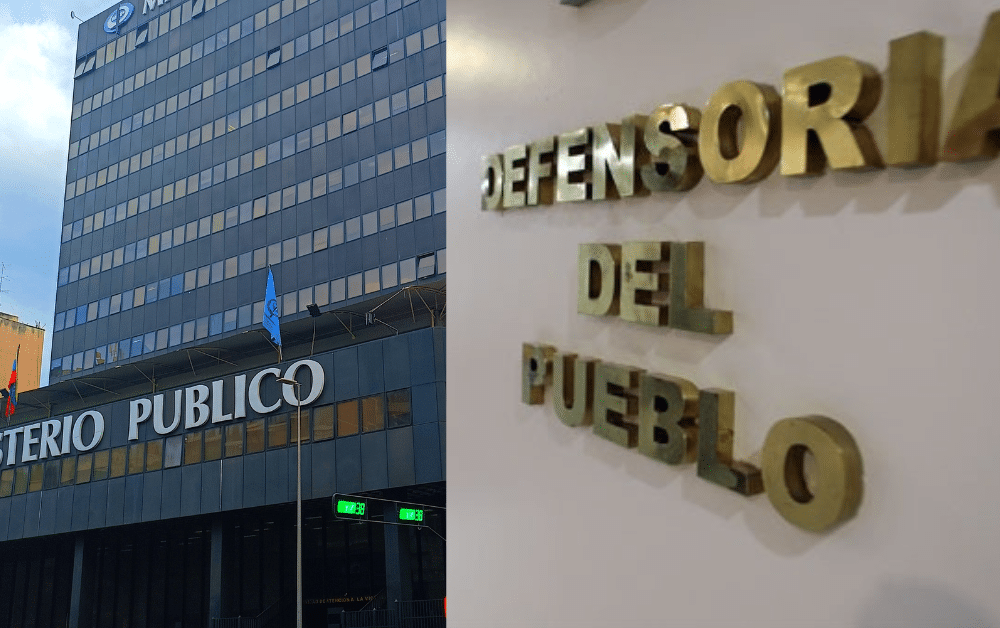 STERIO PUBLICO
DEFENSORIA
DEL
PUEBLO